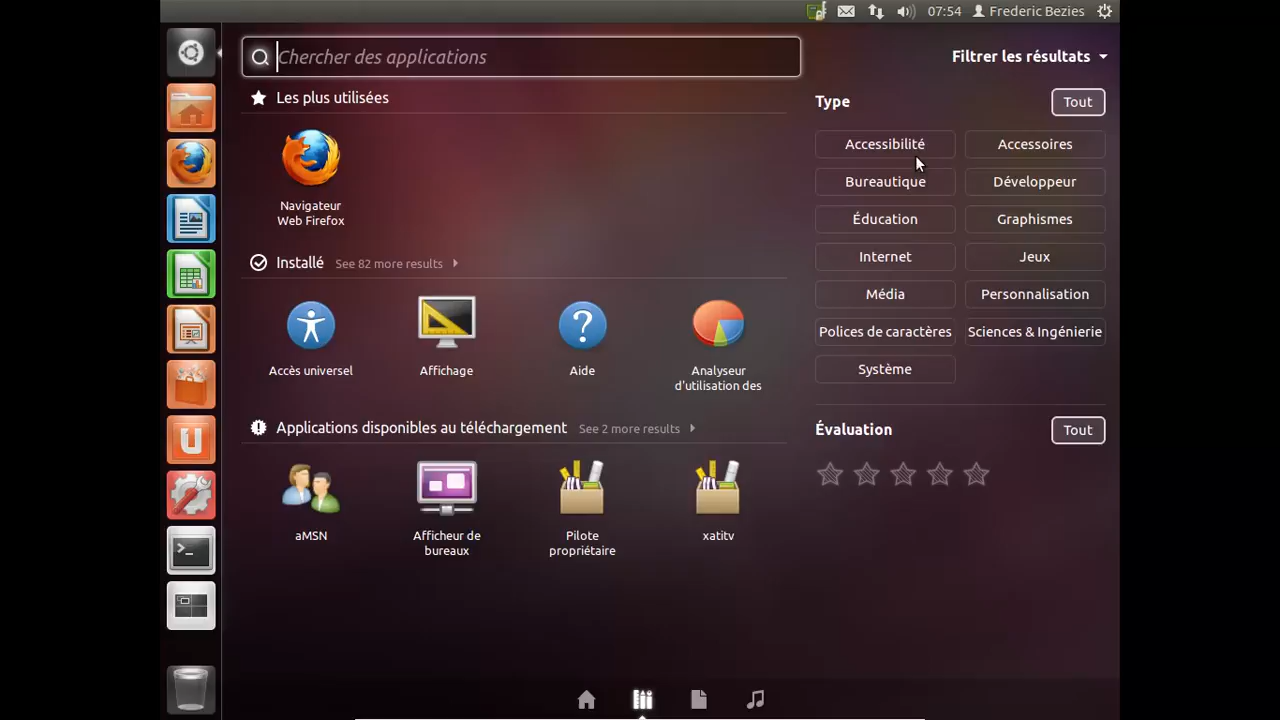 07:54 Frederic Bezies
Chercher des applications
Filtrer les résultats
Les plus utilisées
Type Tout
Navigateur
Web Firefox
Accessibilité Accessoires
Bureautique Développeur
Éducation Graphismes
Internet Jeux
Média Personnalisation
Polices de caractères Sciences & Ingénierie
Système
Installé See 82 more results
Accès universel
Affichage
Aide
Analyseur
d'utilisation des
Applications disponibles au téléchargement See 2 more results
Évaluation Tout
aMSN
Afficheur de
bureaux
Pilote
propriétaire
xatitv